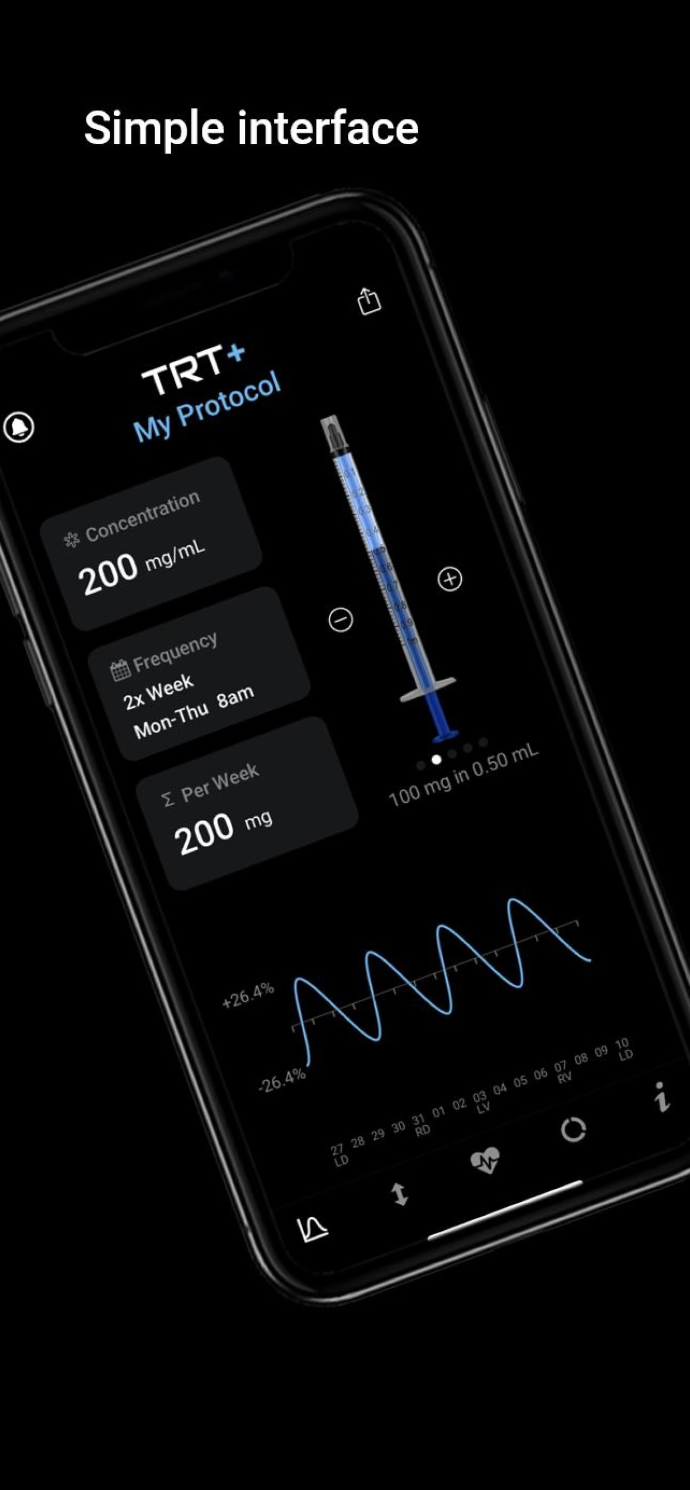 Simple interface
TRT+
My Protocol
Concentration
200 mg/mL
Frequency
2x Week
Mon-Thu 8am
Σ Per Week
200 mg
100 mg in 0.50 mL
+26.4%
-26.4%
27 28 29 30 31 01 02 03 04 05 06 07 08 09 10
LD RD LV RV LD